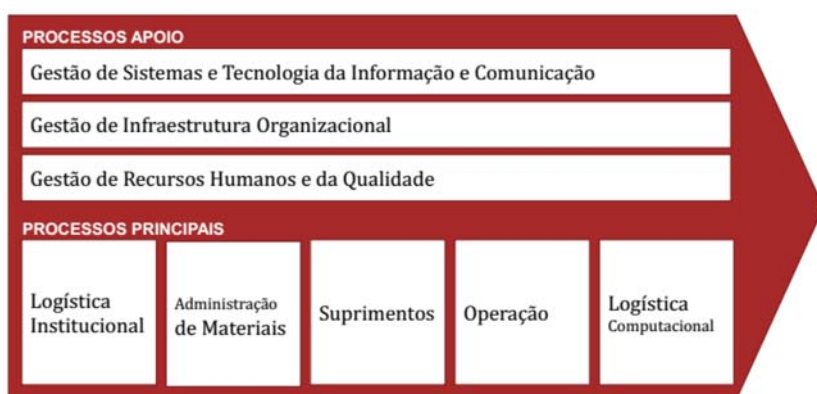 PROCESSOS APOIO
Gestão de Sistemas e Tecnologia da Informação e Comunicação
Gestão de Infraestrutura Organizacional
Gestão de Recursos Humanos e da Qualidade
PROCESSOS PRINCIPAIS
Logística
Institucional
Administração
de Materiais
Suprimentos
Operação
Logística
Computacional